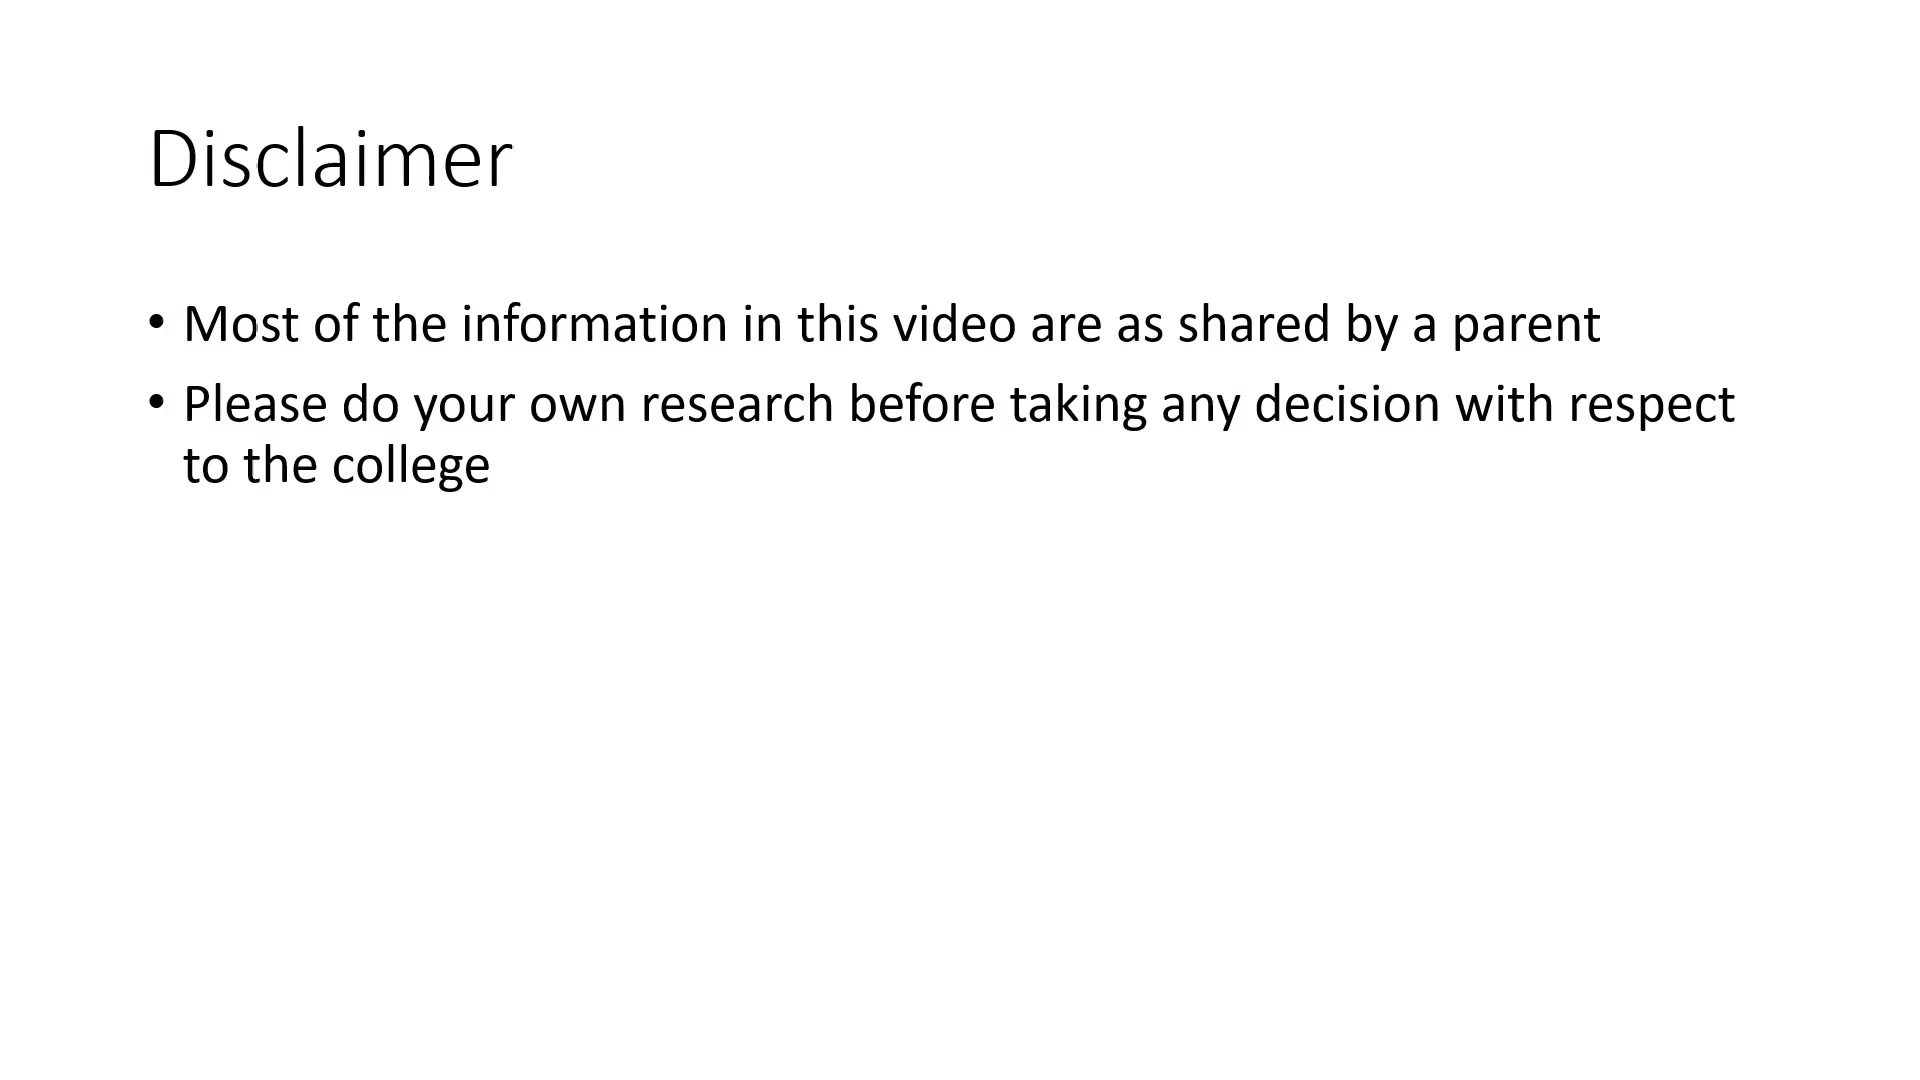 Disclaimer
• Most of the information in this video are as shared by a parent
• Please do your own research before taking any decision with respect
to the college